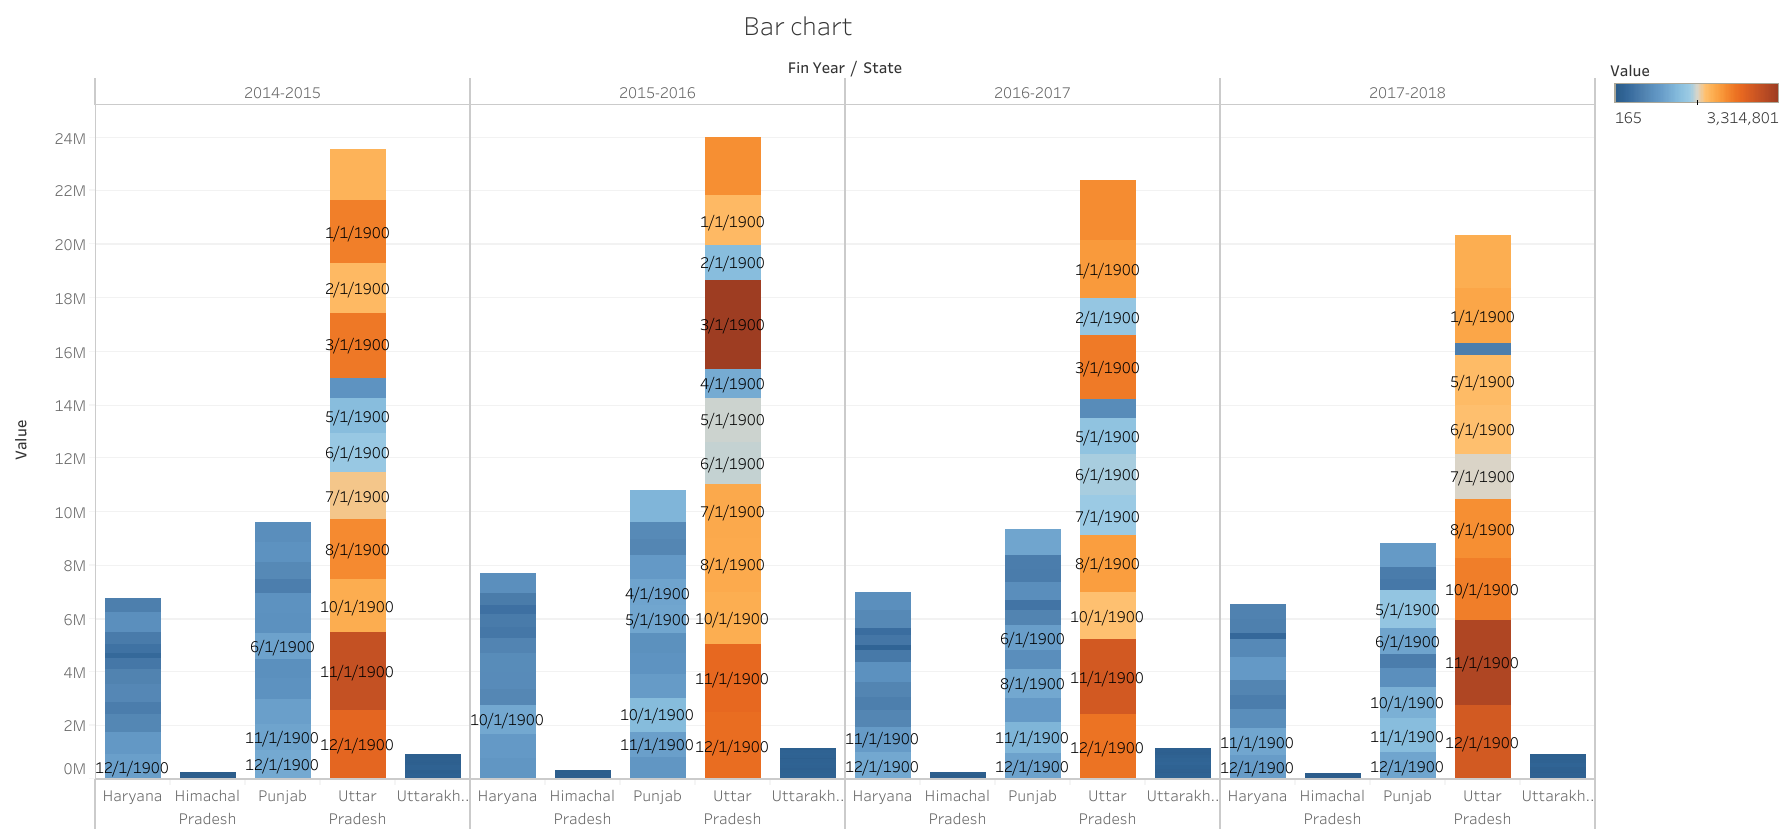 Bar chart
Fin Year / State
Value
165 3,314,801
2014-2015 2015-2016 2016-2017 2017-2018
Value
24M
22M
20M
18M
16M
14M
12M
10M
8M
6M
4M
2M
0M
12/1/1900
6/1/1900
11/1/1900
12/1/1900
1/1/1900
2/1/1900
3/1/1900
5/1/1900
6/1/1900
7/1/1900
8/1/1900
10/1/1900
11/1/1900
12/1/1900
10/1/1900
4/1/1900
5/1/1900
10/1/1900
11/1/1900
1/1/1900
2/1/1900
3/1/1900
4/1/1900
5/1/1900
6/1/1900
7/1/1900
8/1/1900
10/1/1900
11/1/1900
12/1/1900
11/1/1900
12/1/1900
6/1/1900
8/1/1900
11/1/1900
12/1/1900
1/1/1900
2/1/1900
3/1/1900
5/1/1900
6/1/1900
7/1/1900
8/1/1900
10/1/1900
11/1/1900
12/1/1900
11/1/1900
12/1/1900
5/1/1900
6/1/1900
10/1/1900
11/1/1900
12/1/1900
1/1/1900
5/1/1900
6/1/1900
7/1/1900
8/1/1900
10/1/1900
11/1/1900
12/1/1900
Haryana Himachal Pradesh Punjab Uttar Pradesh Uttarakh..
Haryana Himachal Pradesh Punjab Uttar Pradesh Uttarakh..
Haryana Himachal Pradesh Punjab Uttar Pradesh Uttarakh..
Haryana Himachal Pradesh Punjab Uttar Pradesh Uttarakh..